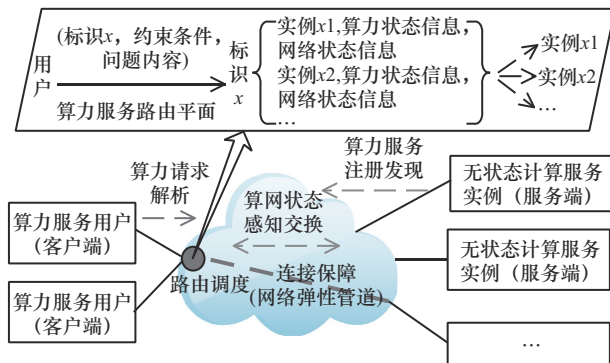 用户
(标识x，约束条件，
问题内容)
算力服务路由平面
标识x
实例x1,算力状态信息，
网络状态信息
实例x2,算力状态信息，
网络状态信息
…
实例x1
实例x2
…
算力请求
解析
算力服务
注册发现
算网状态
感知交换
算力服务用户
(客户端)
算力服务用户
(客户端)
路由调度
连接保障
(网络弹性管道)
无状态计算服务
实例（服务端）
无状态计算服务
实例（服务端）
…